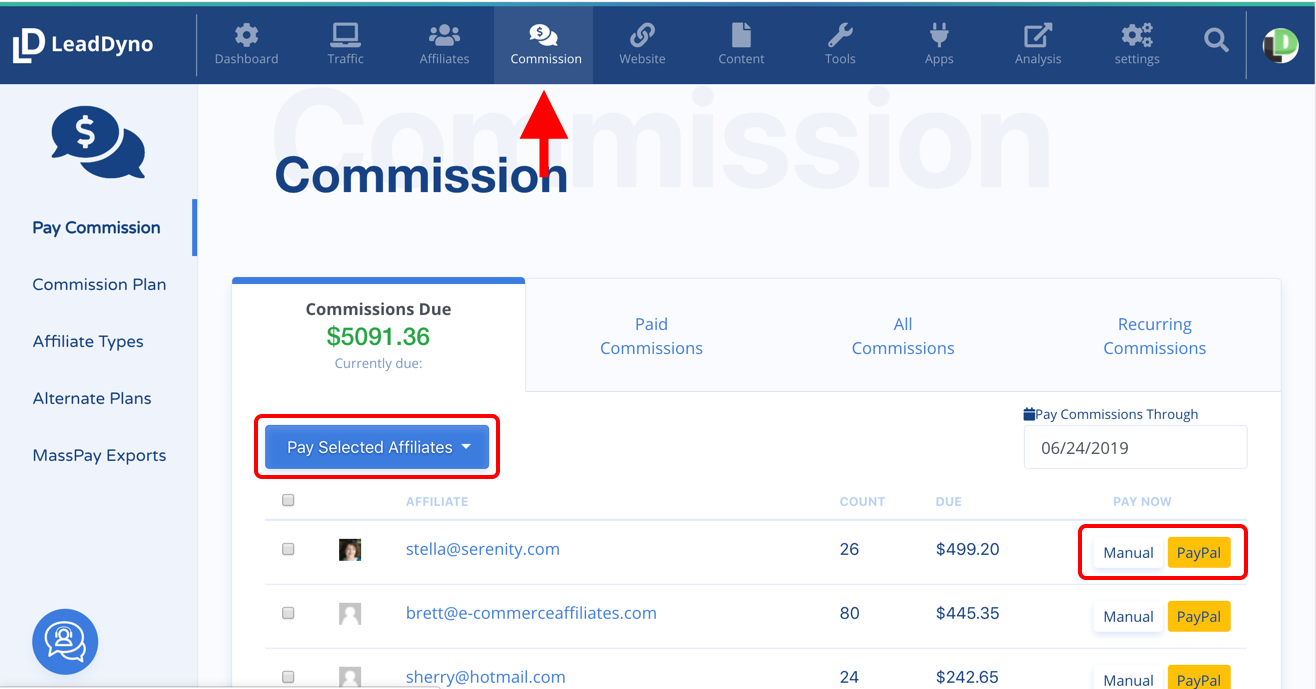 LeadDyno
Dashboard
Traffic
Affiliates
Commission
Website
Content
Tools
Apps
Analysis
settings
Commission
Commission
Pay Commission
Commission Plan
Affiliate Types
Alternate Plans
MassPay Exports
Commissions Due
$5091.36
Currently due:
Paid
Commissions
All
Commissions
Recurring
Commissions
Pay Commissions Through
06/24/2019
Pay Selected Affiliates
AFFILIATE COUNT DUE PAY NOW
stella@serenity.com 26 $499.20 Manual PayPal
brett@e-commerceaffiliates.com 80 $445.35 Manual PayPal
sherry@hotmail.com 24 $242.65 Manual PayPal